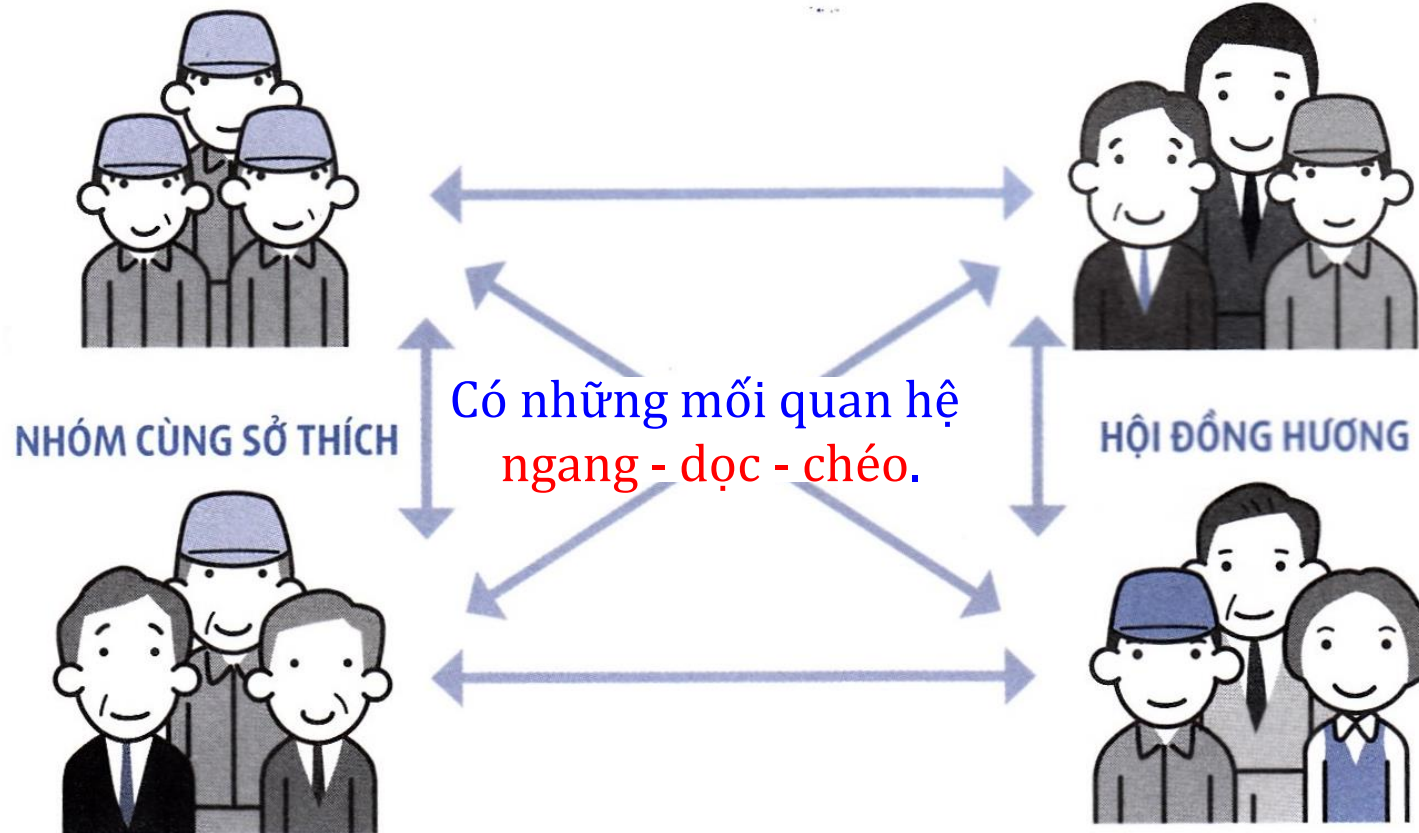 Có những mối quan hệ
ngang - dọc - chéo.
NHÓM CÙNG SỞ THÍCH
HỘI ĐỒNG HƯƠNG